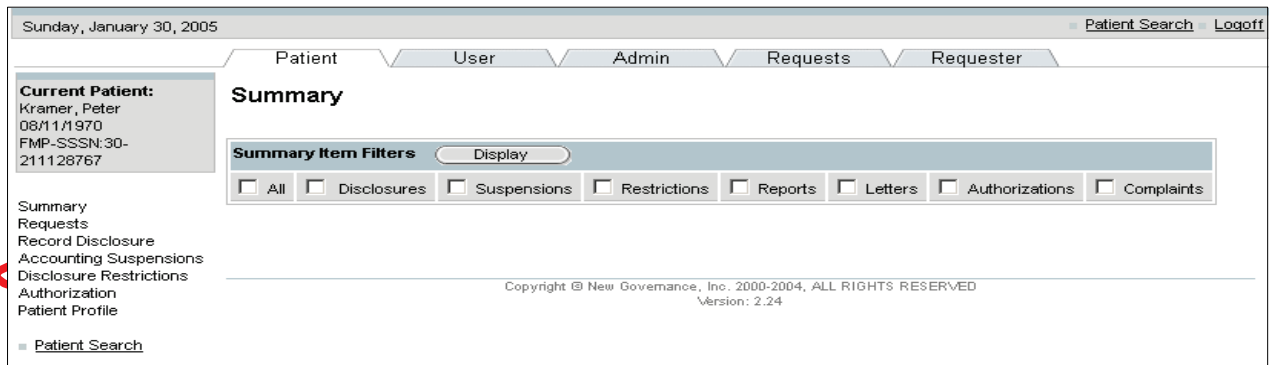 Sunday, January 30, 2005
Patient Search
Logoff
Patient
User
Admin
Requests
Requester
Current Patient:
Kramer, Peter
08/11/1970
FMP-SSSN:30-
211128767
Summary
Summary Item Filters
Display
All
Disclosures
Suspensions
Restrictions
Reports
Letters
Authorizations
Complaints
Summary
Requests
Record Disclosure
Accounting Suspensions
Disclosure Restrictions
Authorization
Patient Profile
Patient Search
Copyright © New Governance, Inc. 2000-2004, ALL RIGHTS RESERVED
Version: 2.24